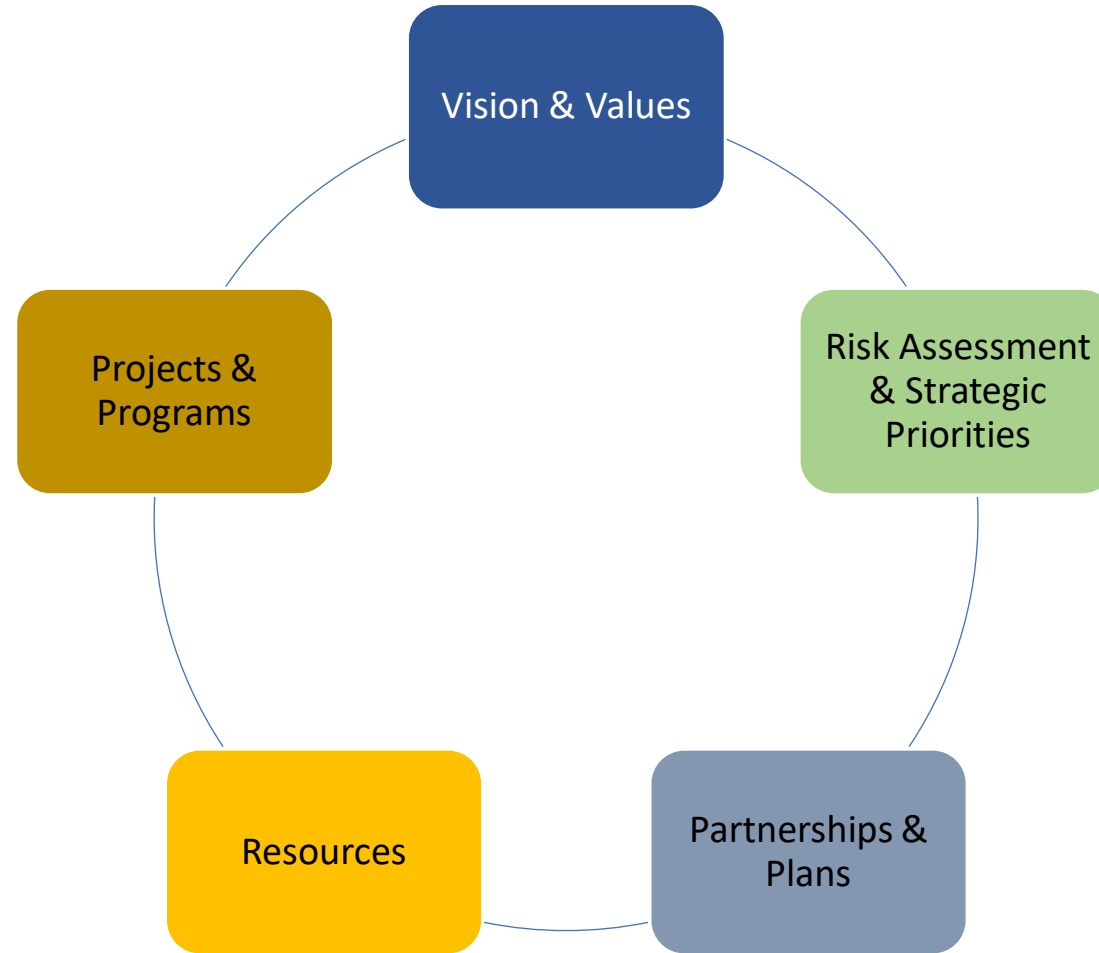 Vision & Values
Risk Assessment
& Strategic
Priorities
Partnerships &
Plans
Resources
Projects &
Programs